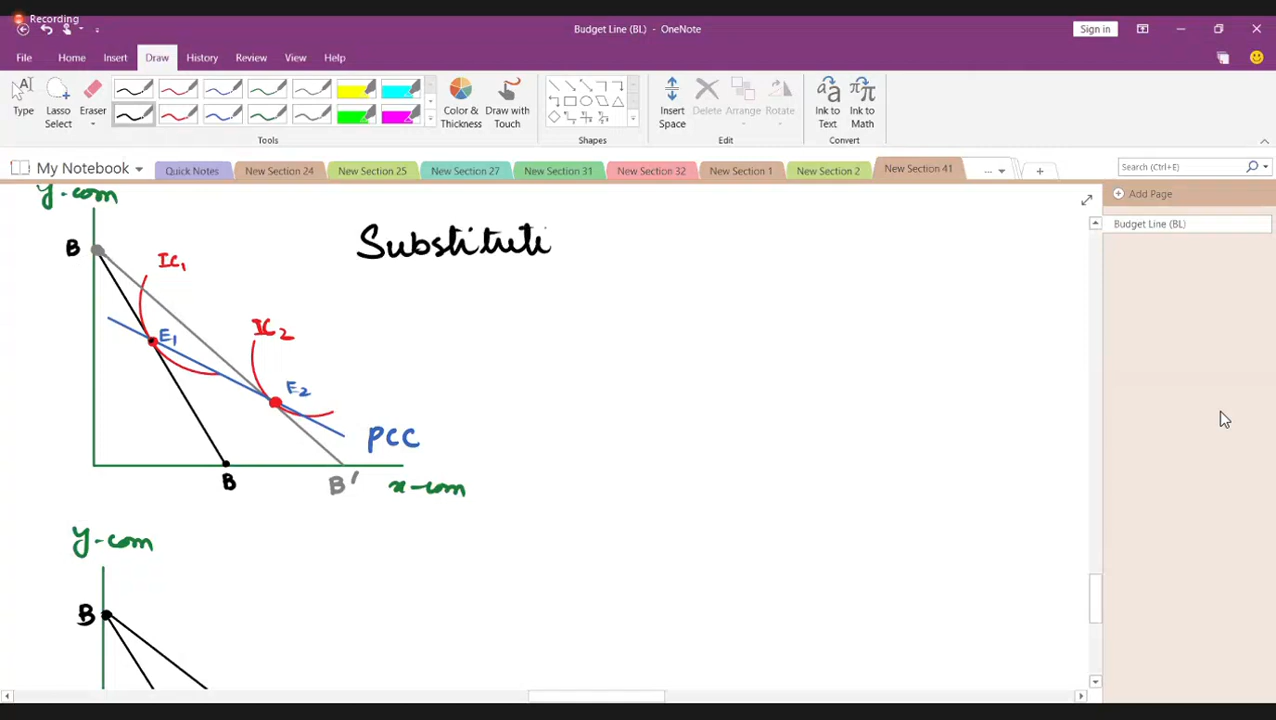 Recording
Budget Line (BL) - OneNote
Sign in
File Home Insert Draw History Review View Help
Type
Lasso Select
Eraser
Color & Thickness
Draw with Touch
Insert Space
Delete
Arrange
Rotate
Ink to Text
Ink to Math
Tools
Shapes
Edit
Convert
My Notebook
Quick Notes
New Section 24
New Section 25
New Section 27
New Section 31
New Section 32
New Section 1
New Section 2
New Section 41
...
Search (Ctrl+E)
Add Page
Budget Line (BL)
y-com
B
Substituti
IC1
IC2
E1
E2
PCC
B
B'
x-com
y-com
B